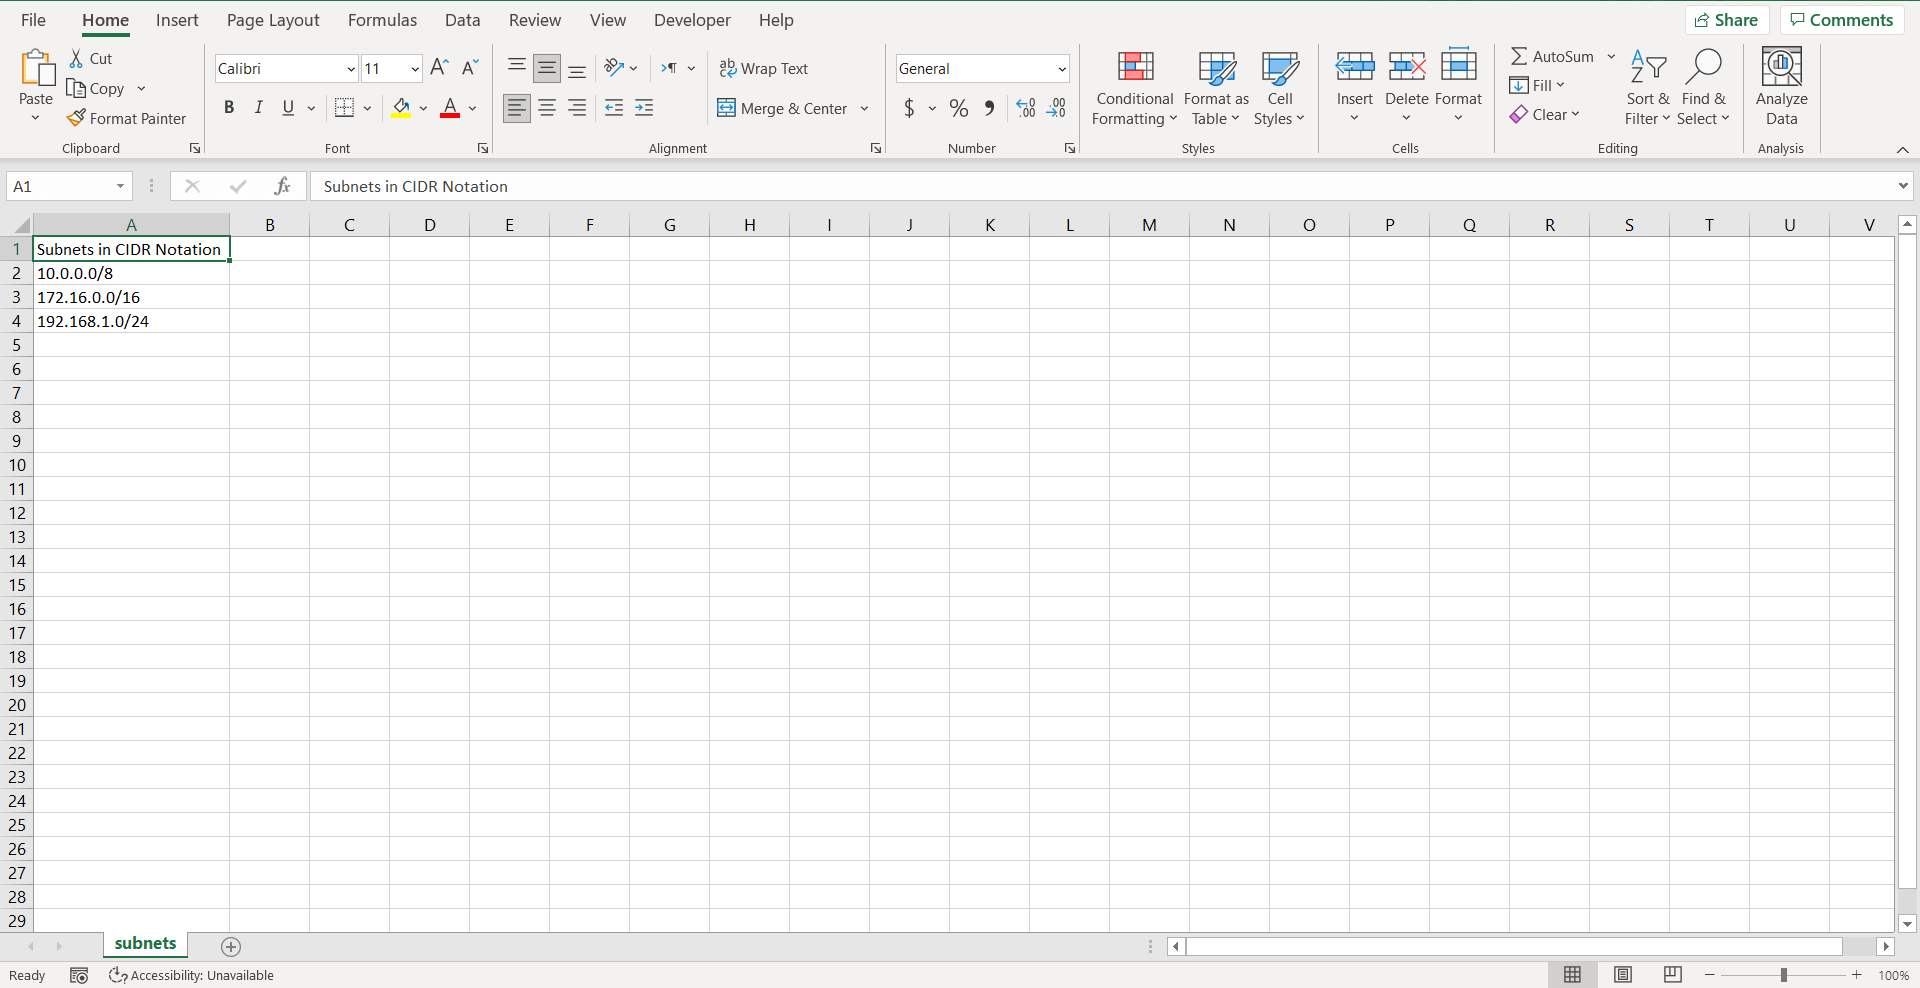 File Home Insert Page Layout Formulas Data Review View Developer Help Share Comments
Paste Cut Copy Format Painter Clipboard
Calibri 11 A A B I U A Font
ab Wrap Text Merge & Center Alignment
General $ % 9 .00 .00 Number
Conditional Formatting Format as Table Cell Styles Styles
Insert Delete Format Cells
AutoSum Fill Clear Sort & Filter Find & Select Editing
Analyze Data Analysis
A1 fx Subnets in CIDR Notation
A B C D E F G H I J K L M N O P Q R S T U V
1 Subnets in CIDR Notation
2 10.0.0.0/8
3 172.16.0.0/16
4 192.168.1.0/24
5
6
7
8
9
10
11
12
13
14
15
16
17
18
19
20
21
22
23
24
25
26
27
28
29
subnets
Ready Accessibility: Unavailable 100%